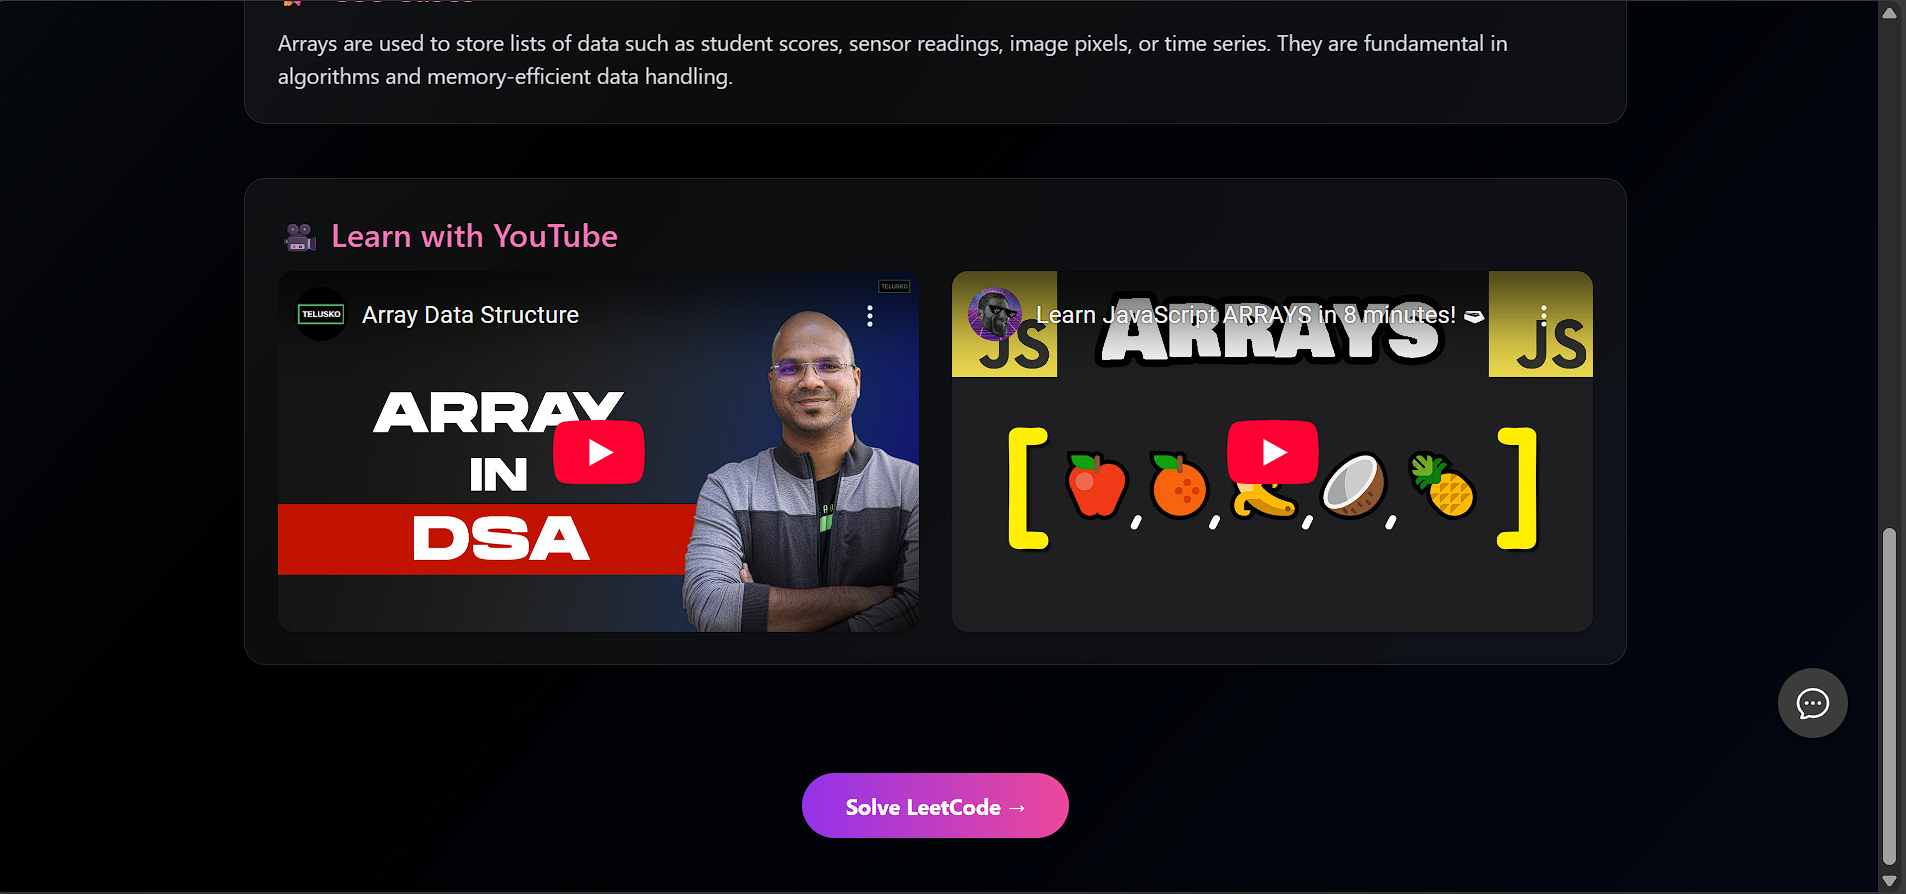 Arrays are used to store lists of data such as student scores, sensor readings, image pixels, or time series. They are fundamental in
algorithms and memory-efficient data handling.
Learn with YouTube
TELUSKO
Array Data Structure
TELUSKO
ARRAY
IN
DSA
Learn JavaScript ARRAYS in 8 minutes!
JS
ARRAYS
JS
[ , , , , ]
Solve LeetCode →